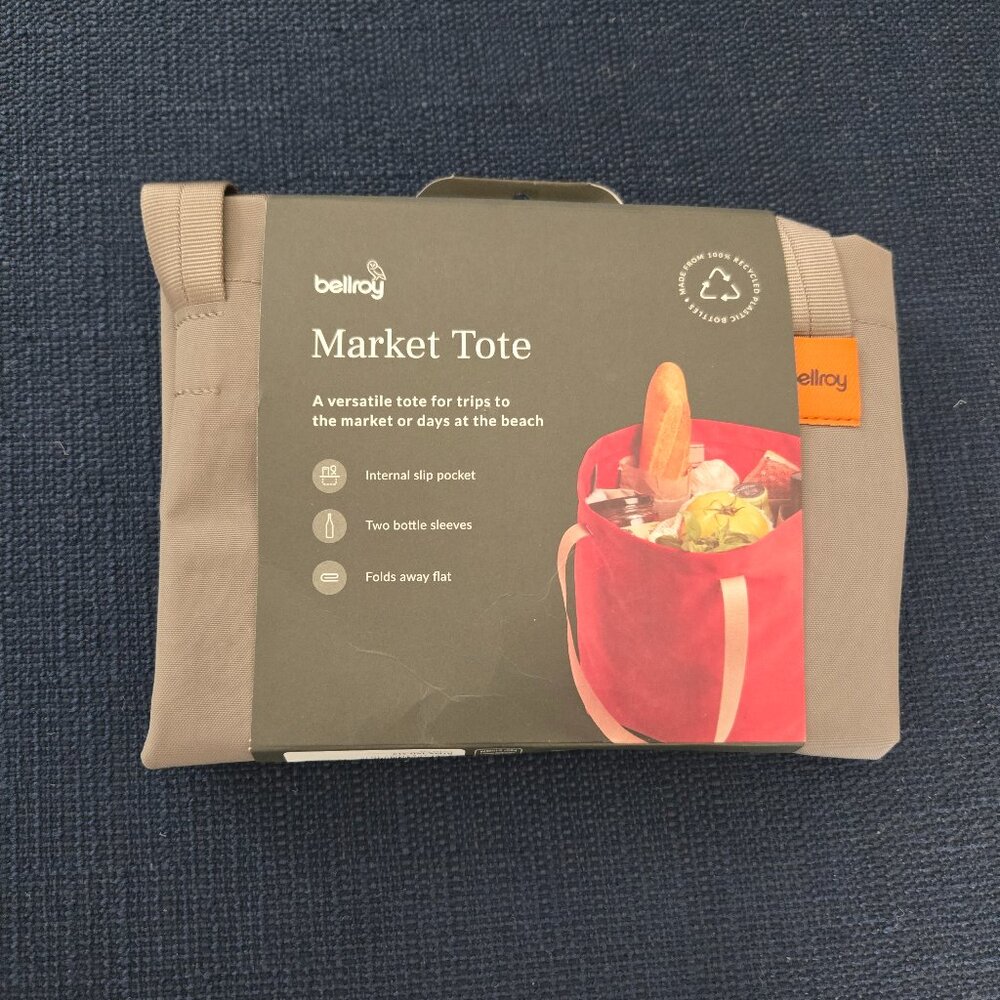 bellroy
MADE FROM 100% RECYCLED PLASTIC BOTTLES
Market Tote
ellroy
A versatile tote for trips to
the market or days at the beach
Internal slip pocket
Two bottle sleeves
Folds away flat